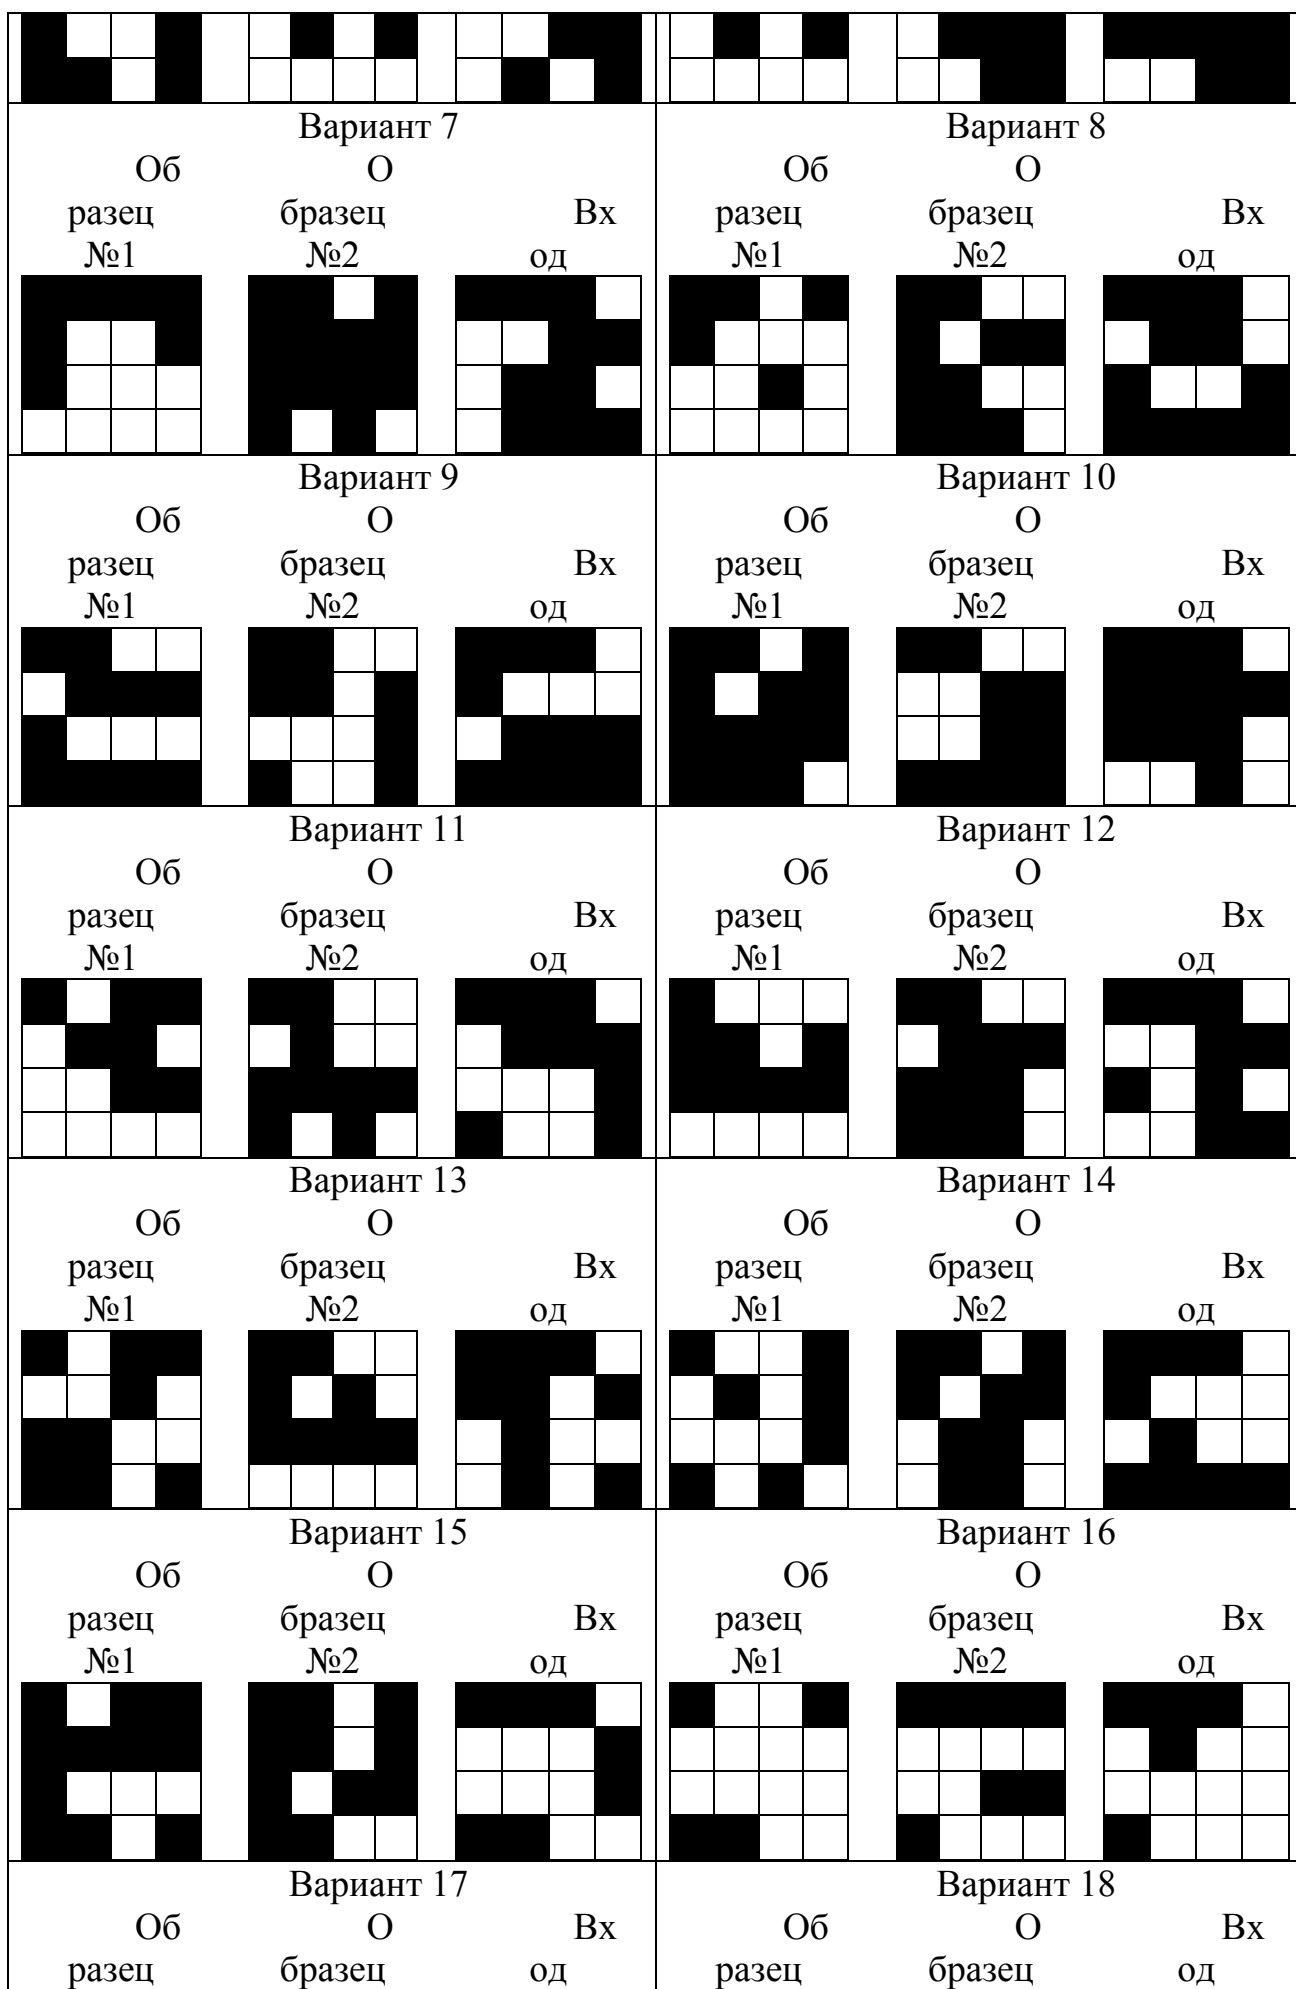 Вариант 7
Об
разец
№1
О
бразец
№2
Вх
од
Вариант 8
Об
разец
№1
О
бразец
№2
Вх
од
Вариант 9
Об
разец
№1
О
бразец
№2
Вх
од
Вариант 10
Об
разец
№1
О
бразец
№2
Вх
од
Вариант 11
Об
разец
№1
О
бразец
№2
Вх
од
Вариант 12
Об
разец
№1
О
бразец
№2
Вх
од
Вариант 13
Об
разец
№1
О
бразец
№2
Вх
од
Вариант 14
Об
разец
№1
О
бразец
№2
Вх
од
Вариант 15
Об
разец
№1
О
бразец
№2
Вх
од
Вариант 16
Об
разец
№1
О
бразец
№2
Вх
од
Вариант 17
Об
разец
О
бразец
Вх
од
Вариант 18
Об
разец
О
бразец
Вх
од